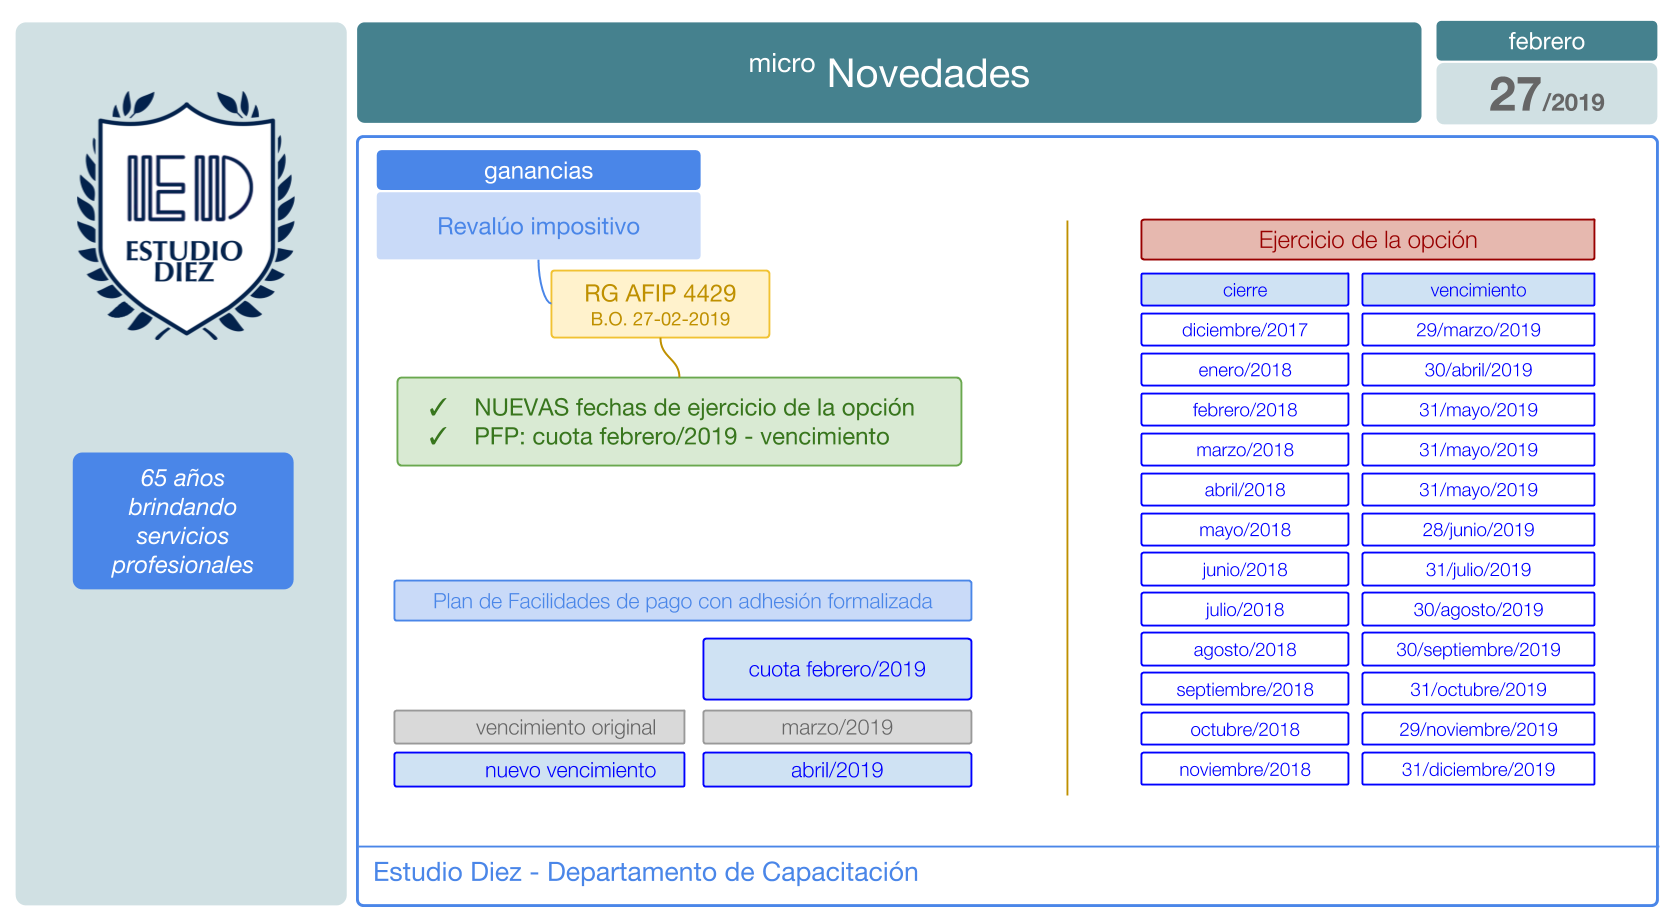 micro Novedades
febrero
27/2019
ED
ESTUDIO
DIEZ
65 años
brindando
servicios
profesionales
ganancias
Revalúo impositivo
RG AFIP 4429
B.O. 27-02-2019
✓ NUEVAS fechas de ejercicio de la opción
✓ PFP: cuota febrero/2019 - vencimiento
Plan de Facilidades de pago con adhesión formalizada
cuota febrero/2019
vencimiento original marzo/2019
nuevo vencimiento abril/2019
Ejercicio de la opción
cierre vencimiento
diciembre/2017 29/marzo/2019
enero/2018 30/abril/2019
febrero/2018 31/mayo/2019
marzo/2018 31/mayo/2019
abril/2018 31/mayo/2019
mayo/2018 28/junio/2019
junio/2018 31/julio/2019
julio/2018 30/agosto/2019
agosto/2018 30/septiembre/2019
septiembre/2018 31/octubre/2019
octubre/2018 29/noviembre/2019
noviembre/2018 31/diciembre/2019
Estudio Diez - Departamento de Capacitación